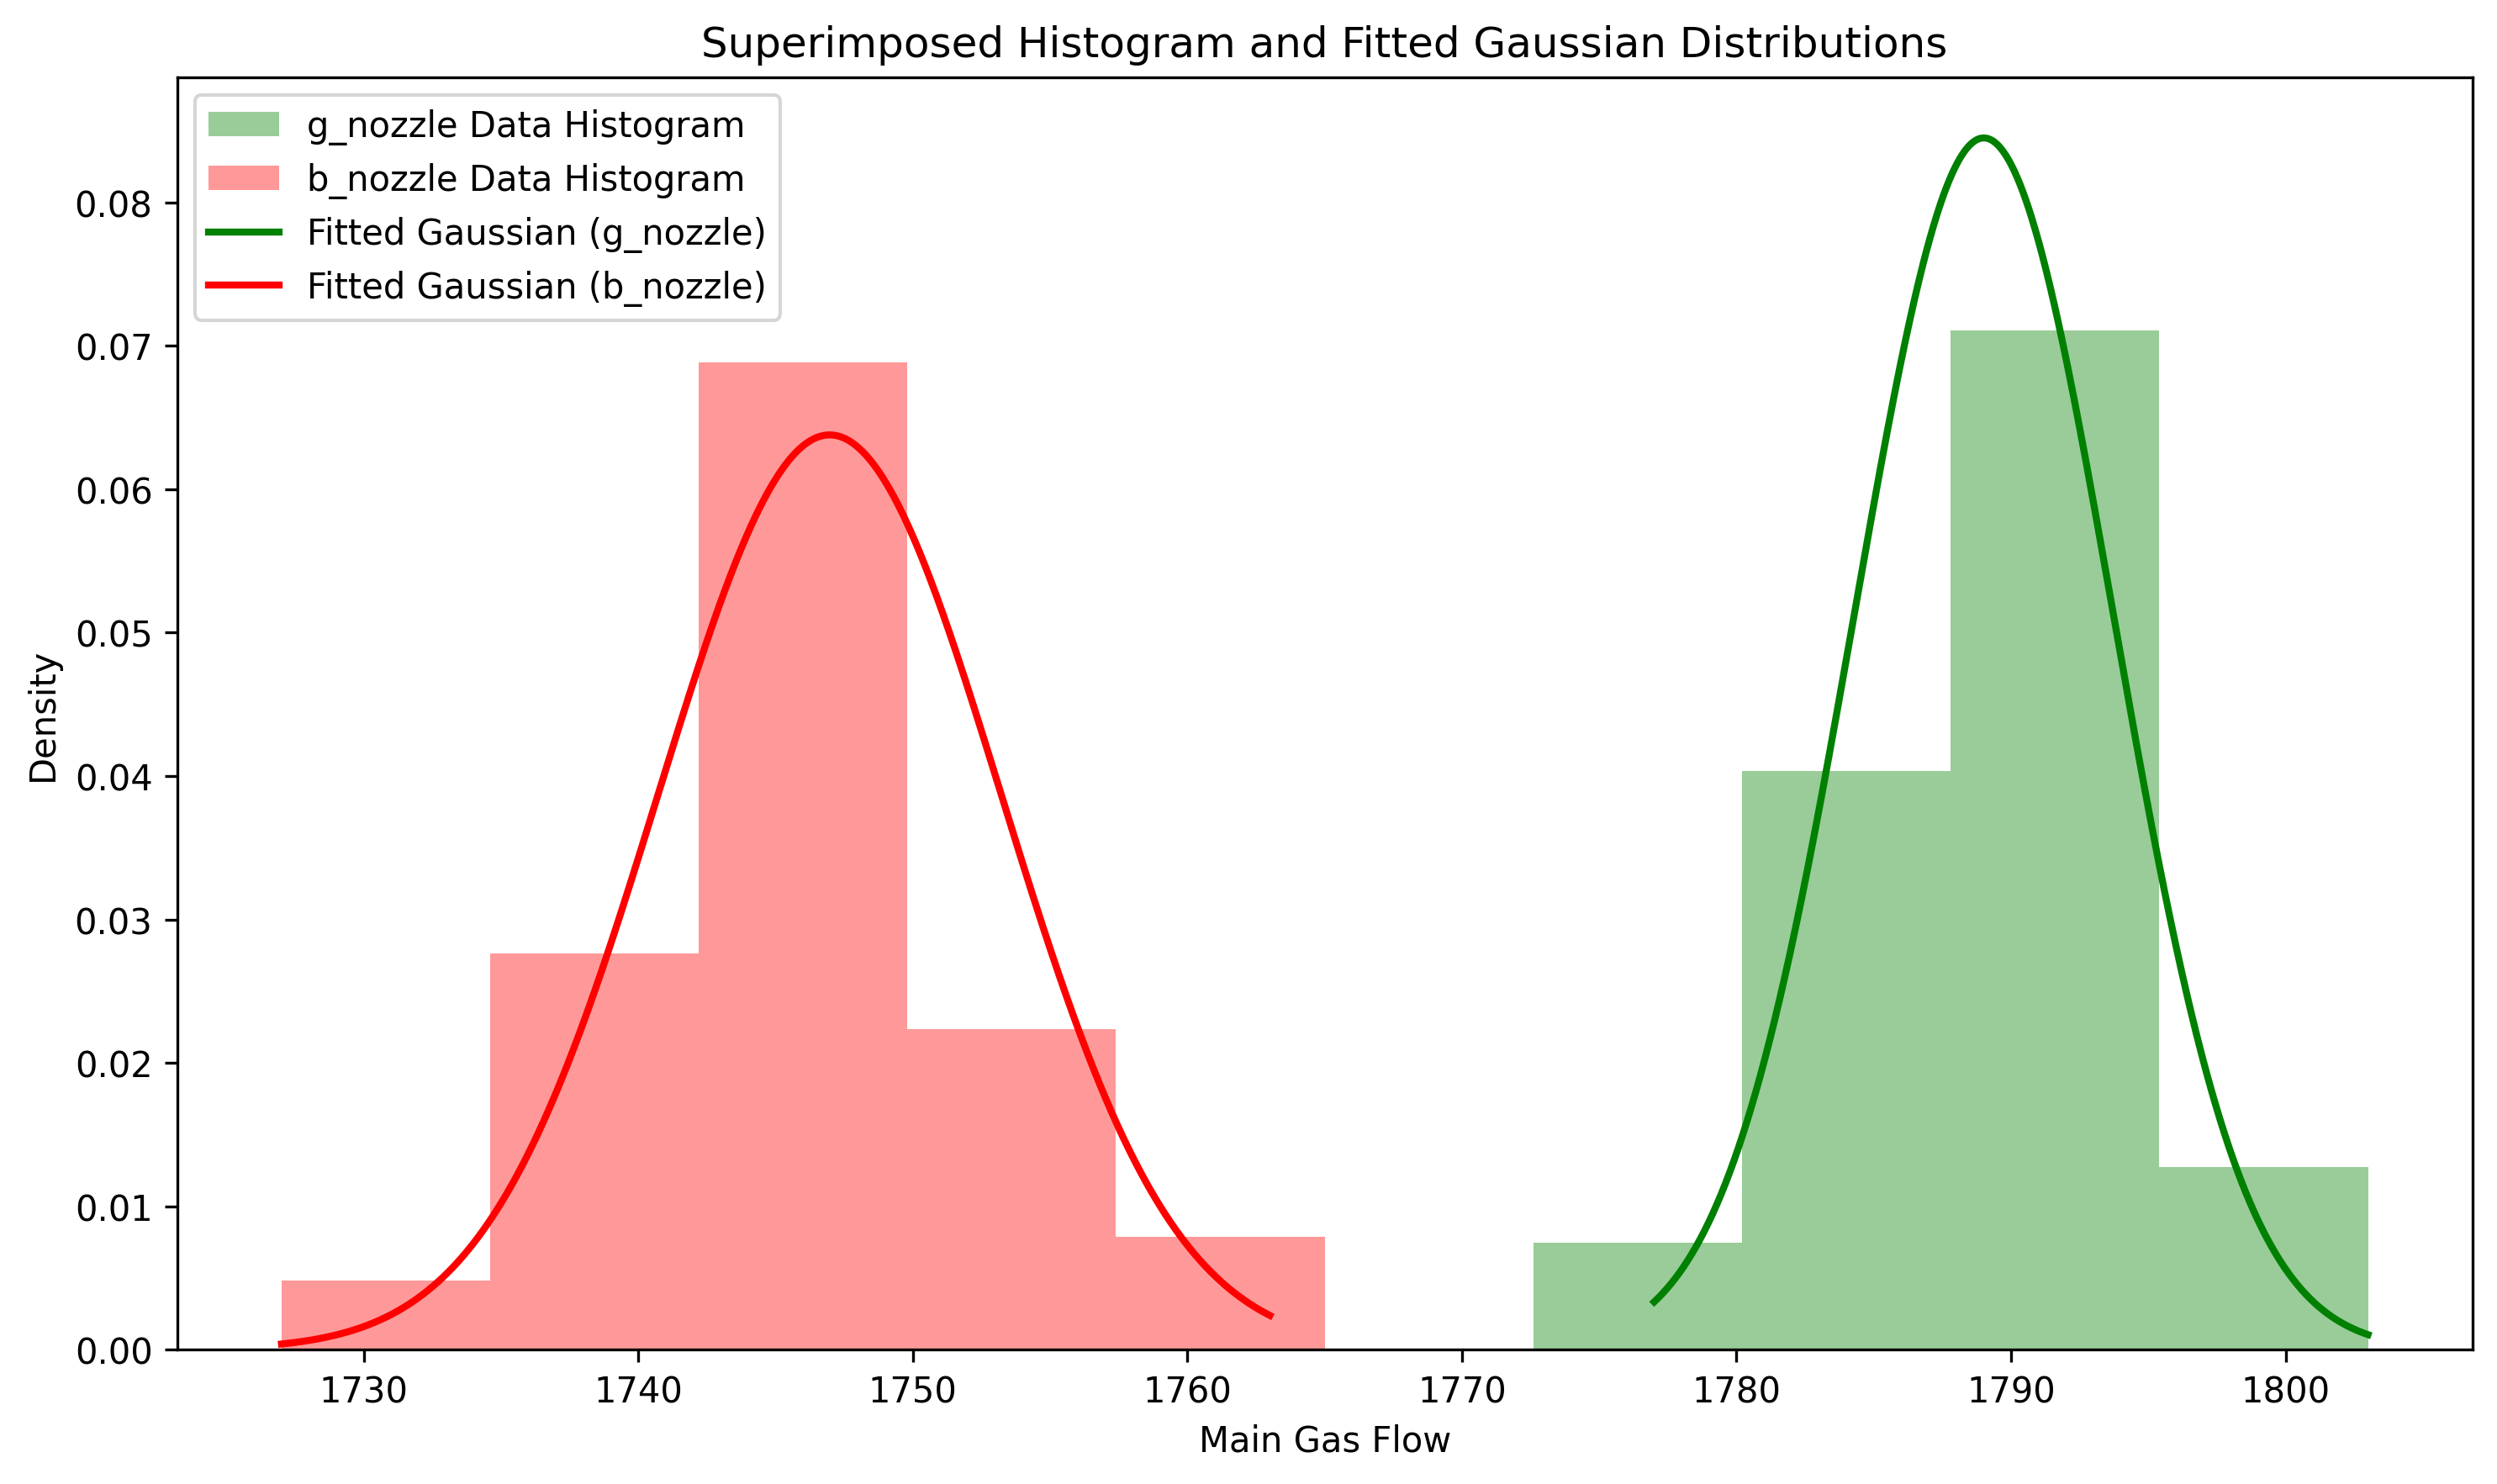 Superimposed Histogram and Fitted Gaussian Distributions
g_nozzle Data Histogram
b_nozzle Data Histogram
Fitted Gaussian (g_nozzle)
Fitted Gaussian (b_nozzle)
0.08
0.07
0.06
0.05
0.04
0.03
0.02
0.01
0.00
Density
1730 1740 1750 1760 1770 1780 1790 1800
Main Gas Flow